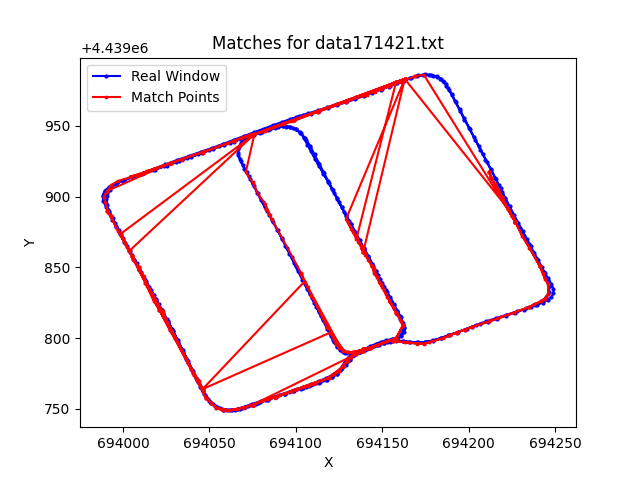 Matches for data171421.txt
+4.439e6
Real Window
Match Points
950
900
850
800
750
Y
694000 694050 694100 694150 694200 694250
X